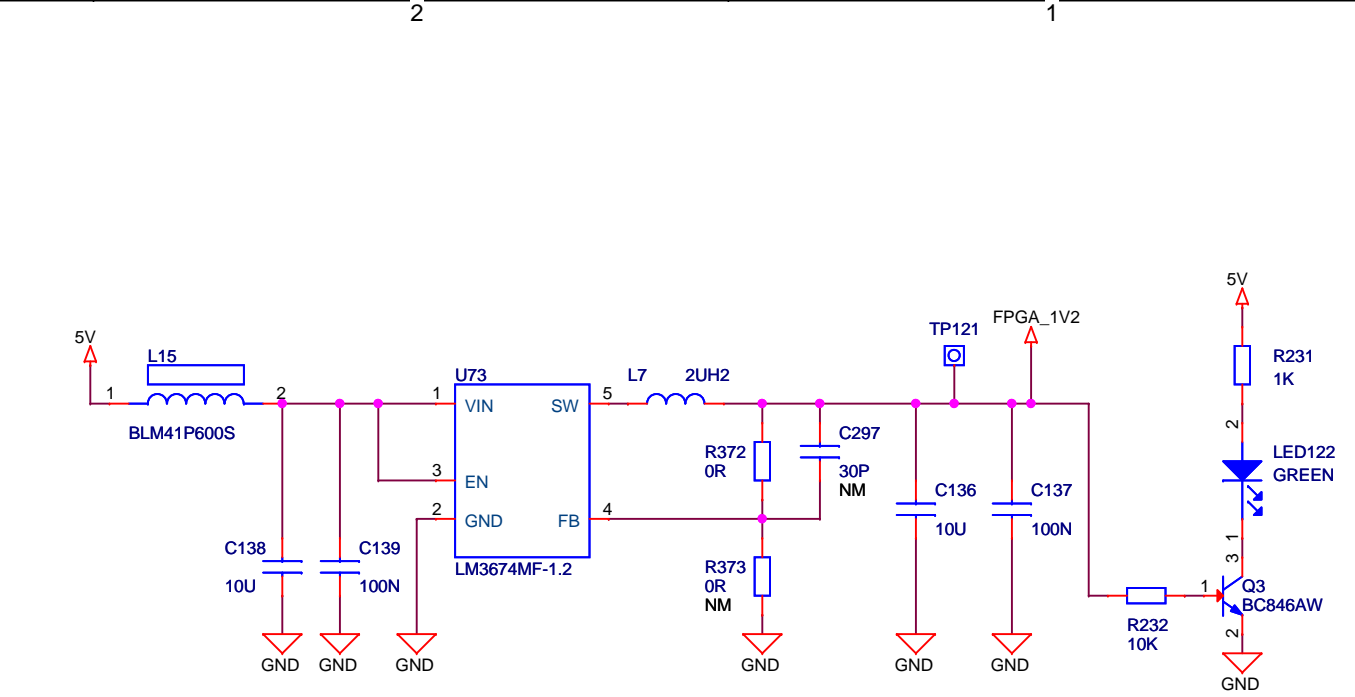 2
1
5V
L15
1
2
BLM41P600S
U73
1
VIN
SW
5
3
EN
2
GND
FB
4
LM3674MF-1.2
L7
2UH2
TP121
FPGA_1V2
5V
R231
1K
2
LED122
GREEN
1
3
1
Q3
BC846AW
2
R232
10K
R372
0R
C297
30P
NM
C136
10U
C137
100N
C138
10U
C139
100N
R373
0R
NM
GND
GND
GND
GND
GND
GND
GND